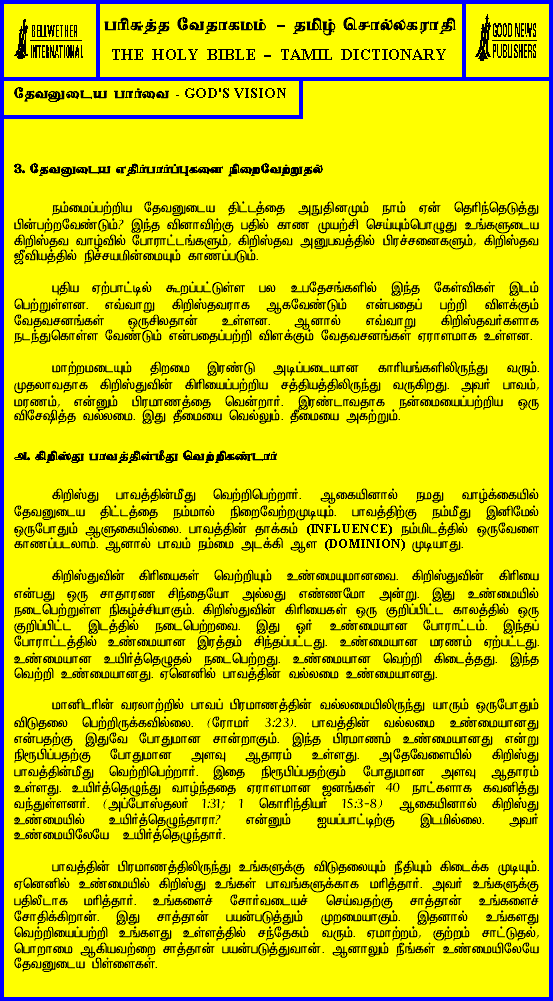 BELLWETHER
INTERNATIONAL
பரிசுத்த வேதாகமம் – தமிழ் சொல்லகராதி
THE HOLY BIBLE – TAMIL DICTIONARY
GOOD NEWS
PUBLISHERS
தேவனுடைய பார்வை - GOD'S VISION
3. தேவனுடைய எதிர்பார்ப்புகளை நிறைவேற்றுதல்
நம்மைப்பற்றிய தேவனுடைய திட்டத்தை அநுதினமும் நாம் ஏன் தெரிந்தெடுத்து
பின்பற்றவேண்டும்? இந்த வினாவிற்கு பதில் காண முயற்சி செய்யும்பொழுது உங்களுடைய
கிறிஸ்தவ வாழ்வில் போராட்டங்களும், கிறிஸ்தவ அனுபவத்தில் பிரச்சனைகளும், கிறிஸ்தவ
ஜீவியத்தில் நிச்சயமின்மையும் காணப்படும்.
புதிய ஏற்பாட்டில் கூறப்பட்டுள்ள பல உபதேசங்களில் இந்த கேள்விகள் இடம்
பெற்றுள்ளன. எவ்வாறு கிறிஸ்தவராக ஆகவேண்டும் என்பதைப் பற்றி விளக்கும்
வேதவசனங்கள் ஒருசிலதான் உள்ளன. ஆனால் எவ்வாறு கிறிஸ்தவர்களாக
நடந்துகொள்ள வேண்டும் என்பதைப்பற்றி விளக்கும் வேதவசனங்கள் ஏராளமாக உள்ளன.
மாற்றமடையும் திறமை இரண்டு அடிப்படையான காரியங்களிலிருந்து வரும்.
முதலாவதாக கிறிஸ்துவின் கிரியைப்பற்றிய சத்தியத்திலிருந்து வருகிறது. அவர் பாவம்,
மரணம், என்னும் பிரமாணத்தை வென்றார். இரண்டாவதாக நன்மையைப்பற்றிய ஒரு
விசேஷித்த வல்லமை. இது தீமையை வெல்லும். தீமையை அகற்றும்.
அ. கிறிஸ்து பாவத்தின்மீது வெற்றிகண்டார்
கிறிஸ்து பாவத்தின்மீது வெற்றிபெற்றார். ஆகையினால் நமது வாழ்க்கையில்
தேவனுடைய திட்டத்தை நம்மால் நிறைவேற்றமுடியும். பாவத்திற்கு நம்மீது இனிமேல்
ஒருபோதும் ஆளுகையில்லை. பாவத்தின் தாக்கம் (INFLUENCE) நம்மிடத்தில் ஒருவேளை
காணப்படலாம். ஆனால் பாவம் நம்மை அடக்கி ஆள (DOMINION) முடியாது.
கிறிஸ்துவின் கிரியைகள் வெற்றியும் உண்மையுமானவை. கிறிஸ்துவின் கிரியை
என்பது ஒரு சாதாரண சிந்தையோ அல்லது எண்ணமோ அன்று. இது உண்மையில்
நடைபெற்றுள்ள நிகழ்ச்சியாகும். கிறிஸ்துவின் கிரியைகள் ஒரு குறிப்பிட்ட காலத்தில் ஒரு
குறிப்பிட்ட இடத்தில் நடைபெற்றவை. இது ஓர் உண்மையான போராட்டம். இந்தப்
போராட்டத்தில் உண்மையான இரத்தம் சிந்தப்பட்டது. உண்மையான மரணம் ஏற்பட்டது.
உண்மையான உயிர்த்தெழுதல் நடைபெற்றது. உண்மையான வெற்றி கிடைத்தது. இந்த
வெற்றி உண்மையானது. ஏனெனில் பாவத்தின் வல்லமை உண்மையானது.
மானிடரின் வரலாற்றில் பாவப் பிரமாணத்தின் வல்லமையிலிருந்து யாரும் ஒருபோதும்
விடுதலை பெற்றிருக்கவில்லை. (ரோமர் 3:23). பாவத்தின் வல்லமை உண்மையானது
என்பதற்கு இதுவே போதுமான சான்றாகும். இந்த பிரமாணம் உண்மையானது என்று
நிரூபிப்பதற்கு போதுமான அளவு ஆதாரம் உள்ளது. அதேவேளையில் கிறிஸ்து
பாவத்தின்மீது வெற்றிபெற்றார். இதை நிரூபிப்பதற்கும் போதுமான அளவு ஆதாரம்
உள்ளது. உயிர்த்தெழுந்து வாழ்ந்ததை ஏராளமான ஜனங்கள் 40 நாட்களாக கவனித்து
வந்துள்ளனர். (அப்போஸ்தலர் 1:31; 1 கொரிந்தியர் 15:3-8) ஆகையினால் கிறிஸ்து
உண்மையில் உயிர்த்தெழுந்தாரா? என்னும் ஐயப்பாட்டிற்கு இடமில்லை. அவர்
உண்மையிலேயே உயிர்த்தெழுந்தார்.
பாவத்தின் பிரமாணத்திலிருந்து உங்களுக்கு விடுதலையும் நீதியும் கிடைக்க முடியும்.
ஏனெனில் உண்மையில் கிறிஸ்து உங்கள் பாவங்களுக்காக மரித்தார். அவர் உங்களுக்கு
பதிலீடாக மரித்தார். உங்களைச் சோர்வடையச் செய்வதற்கு சாத்தான் உங்களைச்
சோதிக்கிறான். இது சாத்தான் பயன்படுத்தும் முறமையாகும். இதனால் உங்களது
வெற்றியைப்பற்றி உங்களது உள்ளத்தில் சந்தேகம் வரும். ஏமாற்றம், குற்றம் சாட்டுதல்,
பொறாமை ஆகியவற்றை சாத்தான் பயன்படுத்துவான். ஆனாலும் நீங்கள் உண்மையிலேயே
தேவனுடைய பிள்ளைகள்.